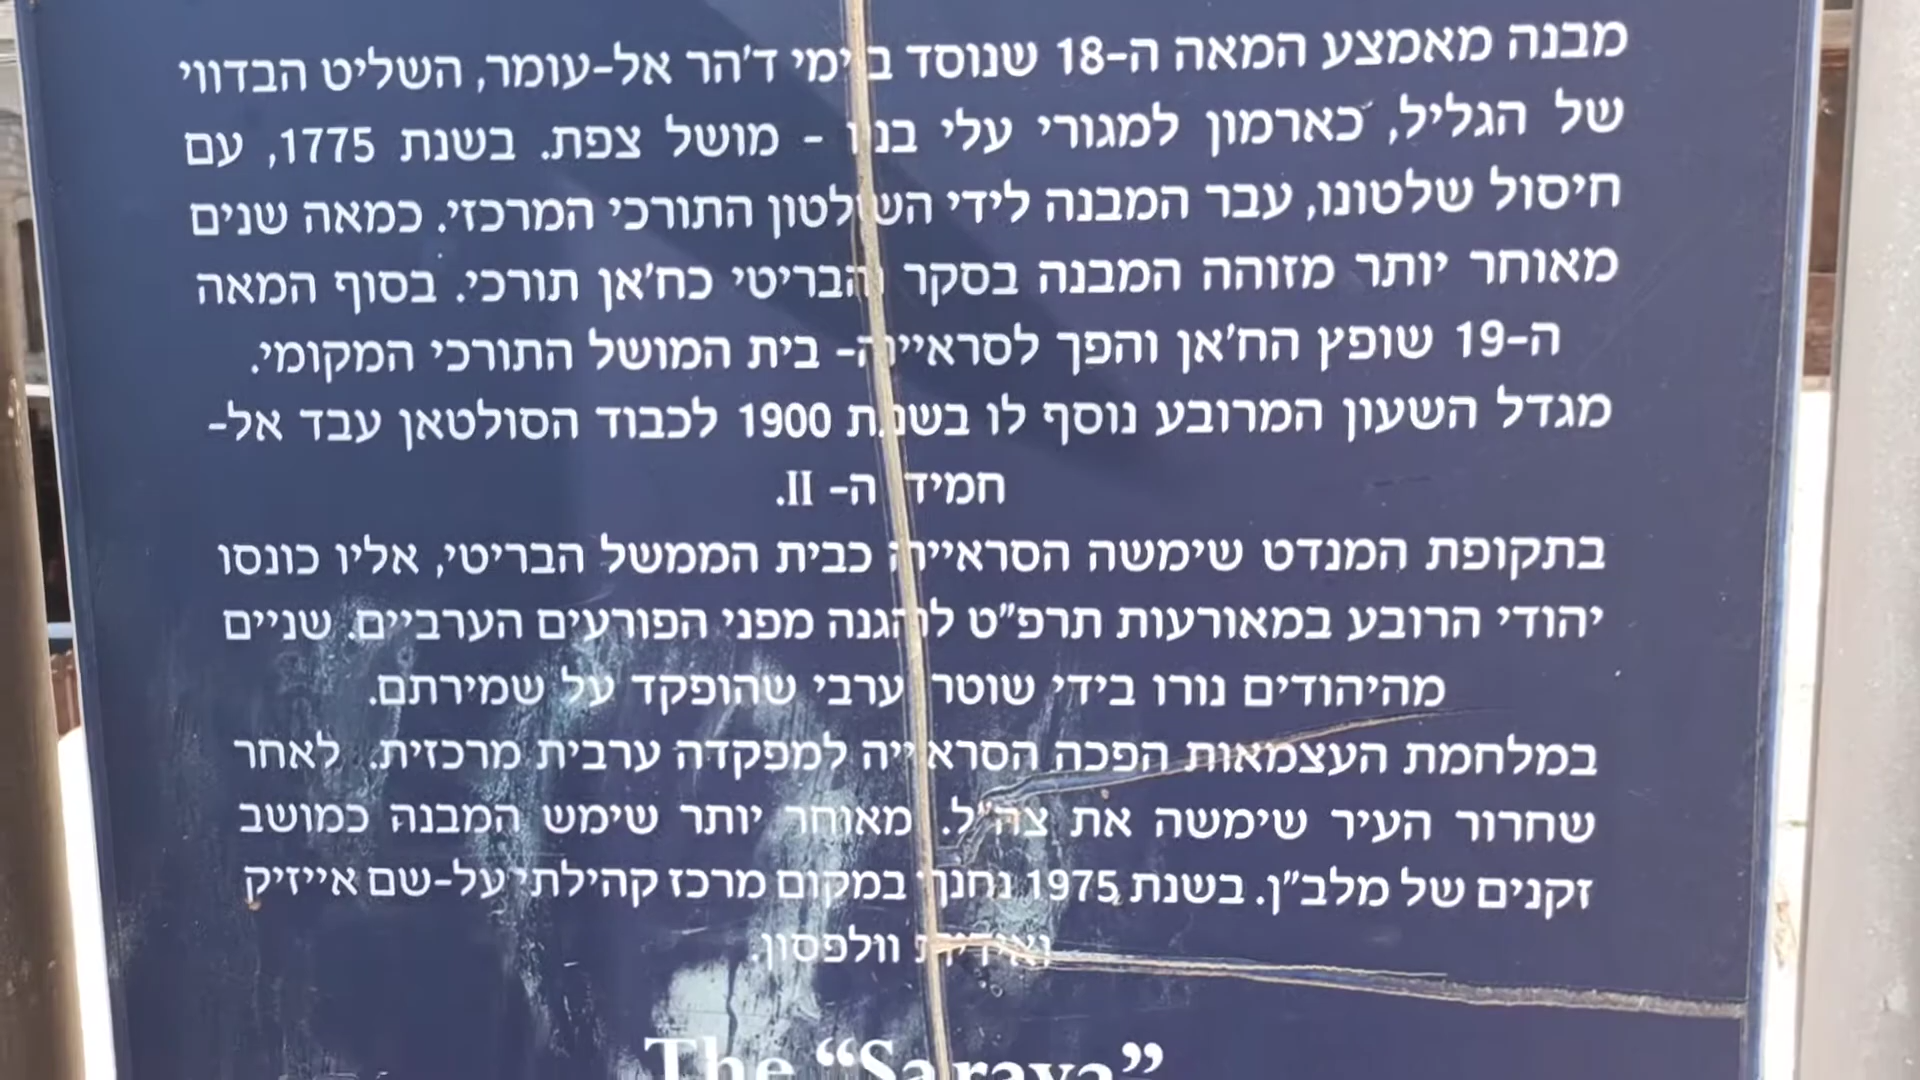 מבנה מאמצע המאה ה-18 שנוסד בימי ד'הר אל-עומר, השליט הבדווי
של הגליל, כארמון למגורי עלי בנו - מושל צפת. בשנת 1775, עם
חיסול שלטונו, עבר המבנה לידי השלטון התורכי המרכזי. כמאה שנים
מאוחר יותר מזוהה המבנה בסקר הבריטי כח'אן תורכי. בסוף המאה
ה-19 שופץ הח'אן והפך לסראייה- בית המושל התורכי המקומי.
מגדל השעון המרובע נוסף לו בשנת 1900 לכבוד הסולטאן עבד אל-
חמיד ה- II.
בתקופת המנדט שימשה הסראייה כבית הממשל הבריטי, אליו כונסו
יהודי הרובע במאורעות תרפ"ט להגנה מפני הפורעים הערביים. שניים
מהיהודים נורו בידי שוטר ערבי שהופקד על שמירתם.
במלחמת העצמאות הפכה הסראייה למפקדה ערבית מרכזית. לאחר
שחרור העיר שימשה את צה"ל. מאוחר יותר שימש המבנה כמושב
זקנים של מלב"ן. בשנת 1975 נחנך במקום מרכז קהילתי על-שם אייזיק
וולפסון.
The "Saraya"